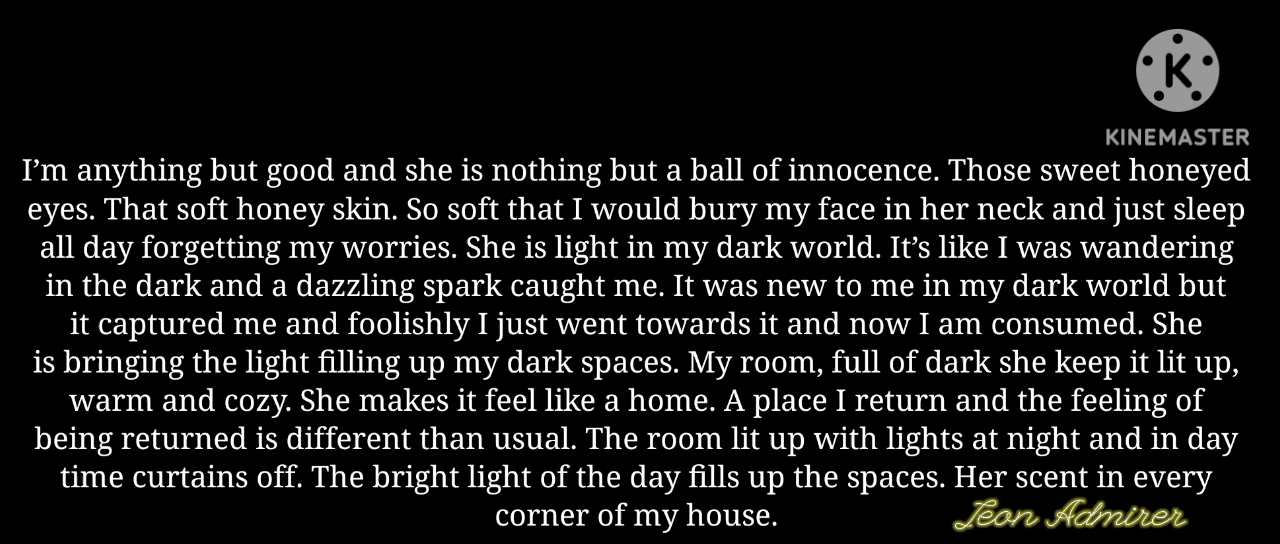 K
KINEMASTER
I’m anything but good and she is nothing but a ball of innocence. Those sweet honeyed
eyes. That soft honey skin. So soft that I would bury my face in her neck and just sleep
all day forgetting my worries. She is light in my dark world. It’s like I was wandering
in the dark and a dazzling spark caught me. It was new to me in my dark world but
it captured me and foolishly I just went towards it and now I am consumed. She
is bringing the light filling up my dark spaces. My room, full of dark she keep it lit up,
warm and cozy. She makes it feel like a home. A place I return and the feeling of
being returned is different than usual. The room lit up with lights at night and in day
time curtains off. The bright light of the day fills up the spaces. Her scent in every
corner of my house.
Leon Admirer